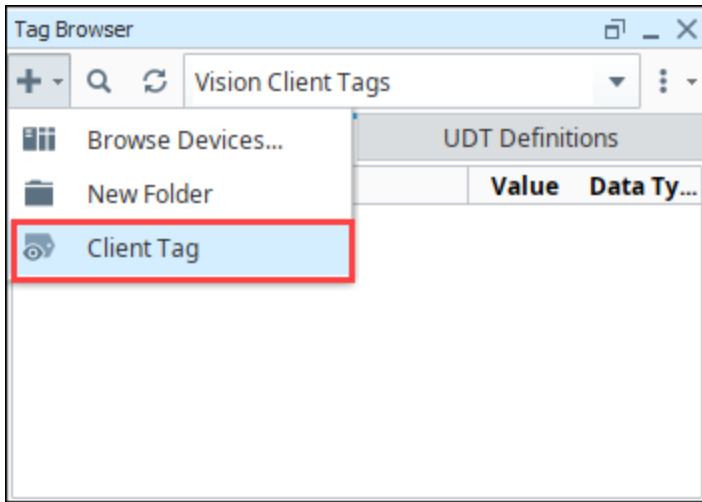 Tag Browser
Vision Client Tags
Browse Devices...
UDT Definitions
New Folder
Value Data Ty...
Client Tag